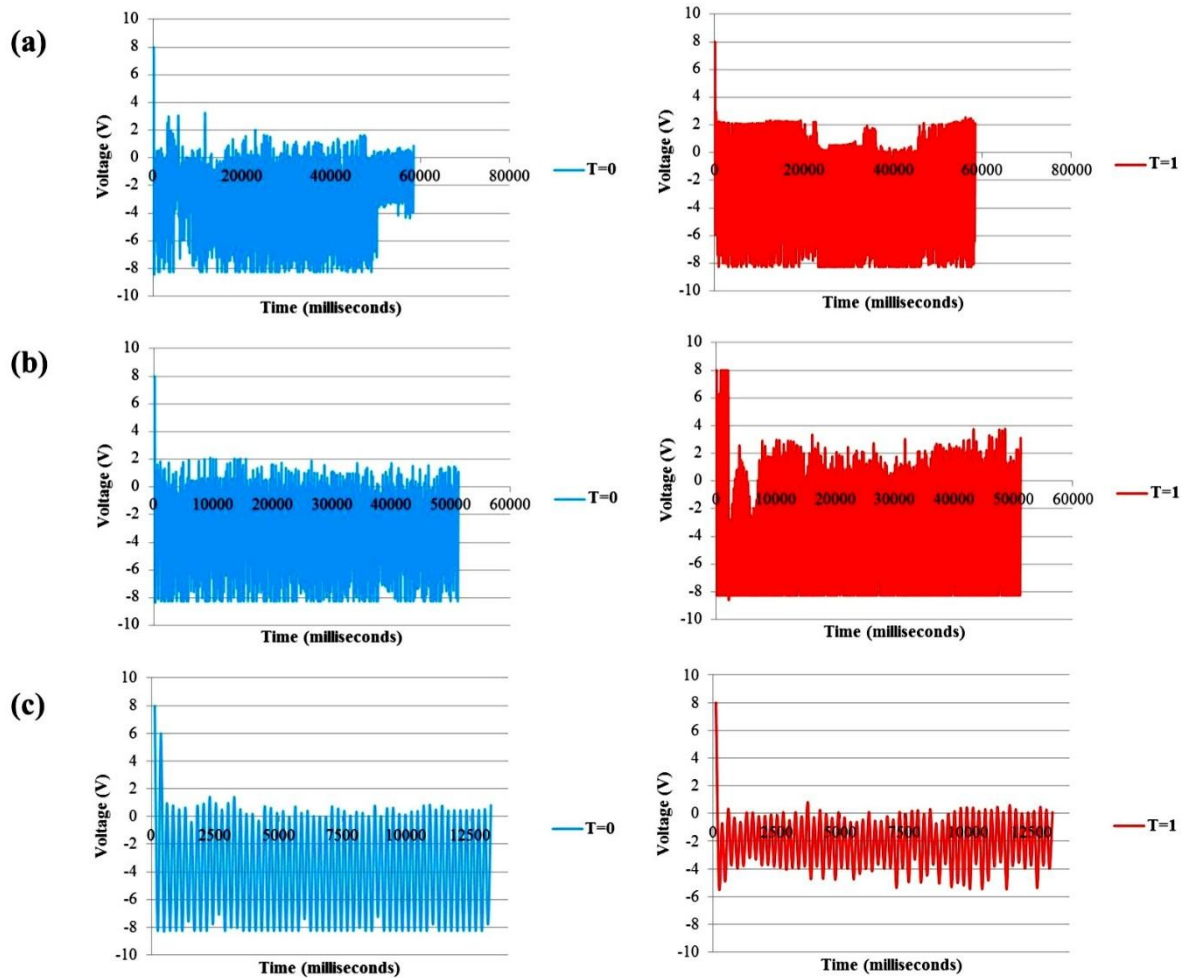 (a)
10
8
6
4
2
0
-2
-4
-6
-8
-10
Voltage (V)
0 20000 40000 60000 80000
Time (milliseconds)
T=0
10
8
6
4
2
0
-2
-4
-6
-8
-10
Voltage (V)
0 20000 40000 60000 80000
Time (milliseconds)
T=1
(b)
10
8
6
4
2
0
-2
-4
-6
-8
-10
Voltage (V)
0 10000 20000 30000 40000 50000 60000
Time (milliseconds)
T=0
10
8
6
4
2
0
-2
-4
-6
-8
-10
Voltage (V)
0 10000 20000 30000 40000 50000 60000
Time (milliseconds)
T=1
(c)
10
8
6
4
2
0
-2
-4
-6
-8
-10
Voltage (V)
0 2500 5000 7500 10000 12500
Time (milliseconds)
T=0
10
8
6
4
2
0
-2
-4
-6
-8
-10
Voltage (V)
0 2500 5000 7500 10000 12500
Time (milliseconds)
T=1